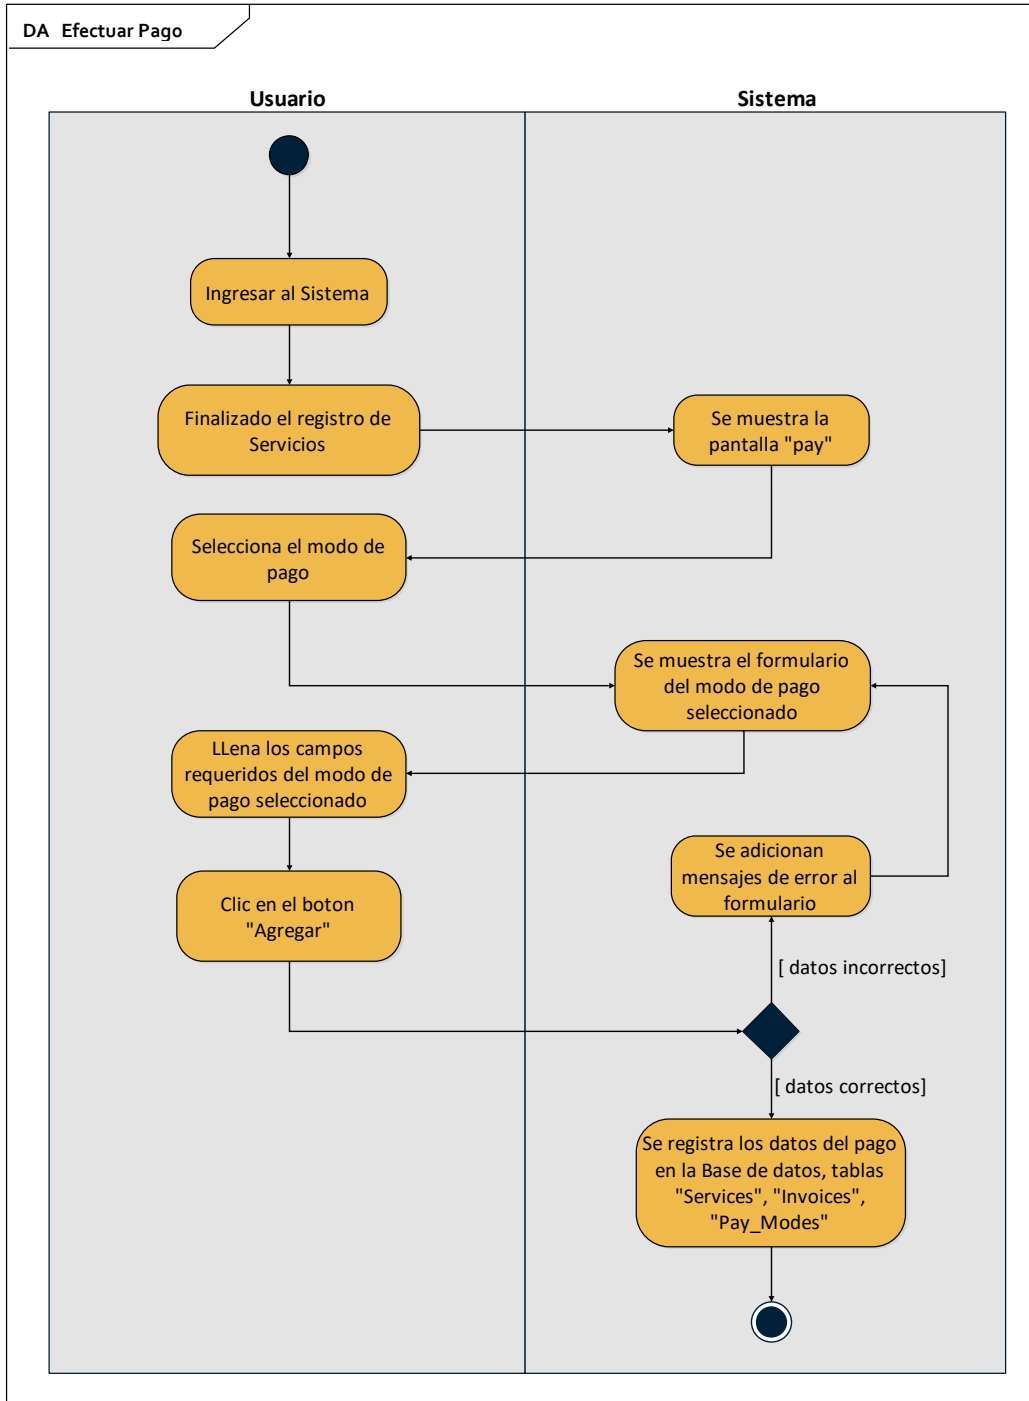 DA Efectuar Pago
Usuario
Sistema
Ingresar al Sistema
Finalizado el registro de
Servicios
Se muestra la
pantalla "pay"
Selecciona el modo de
pago
Se muestra el formulario
del modo de pago
seleccionado
LLena los campos
requeridos del modo de
pago seleccionado
Se adicionan
mensajes de error al
formulario
Clic en el boton
"Agregar"
[ datos incorrectos]
[ datos correctos]
Se registra los datos del pago
en la Base de datos, tablas
"Services", "Invoices",
"Pay_Modes"